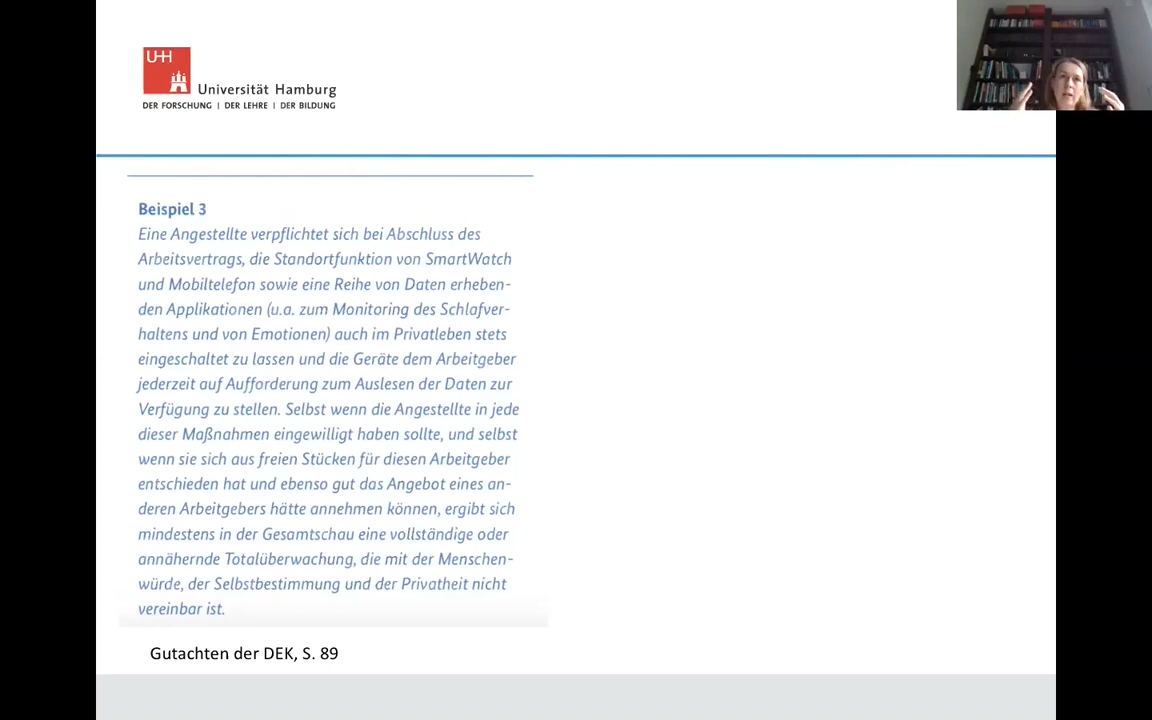 UHH
Universität Hamburg
DER FORSCHUNG | DER LEHRE | DER BILDUNG
Beispiel 3
Eine Angestellte verpflichtet sich bei Abschluss des
Arbeitsvertrags, die Standortfunktion von SmartWatch
und Mobiltelefon sowie eine Reihe von Daten erheben-
den Applikationen (u.a. zum Monitoring des Schlafver-
haltens und von Emotionen) auch im Privatleben stets
eingeschaltet zu lassen und die Geräte dem Arbeitgeber
jederzeit auf Aufforderung zum Auslesen der Daten zur
Verfügung zu stellen. Selbst wenn die Angestellte in jede
dieser Maßnahmen eingewilligt haben sollte, und selbst
wenn sie sich aus freien Stücken für diesen Arbeitgeber
entschieden hat und ebenso gut das Angebot eines an-
deren Arbeitgebers hätte annehmen können, ergibt sich
mindestens in der Gesamtschau eine vollständige oder
annähernde Totalüberwachung, die mit der Menschen-
würde, der Selbstbestimmung und der Privatheit nicht
vereinbar ist.
Gutachten der DEK, S. 89